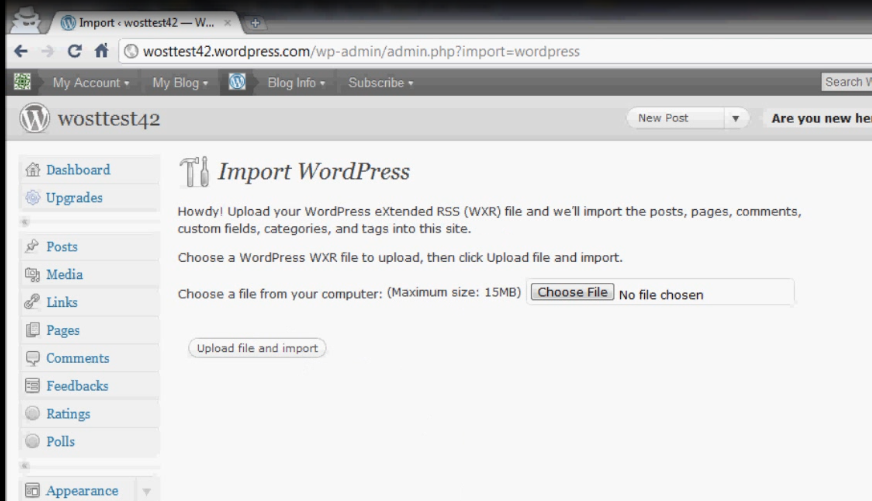 Import ‹ wosttest42 — W...
wosttest42.wordpress.com/wp-admin/admin.php?import=wordpress
My Account My Blog Blog Info Subscribe Search W
wosttest42 New Post Are you new her
Dashboard
Upgrades
Posts
Media
Links
Pages
Comments
Feedbacks
Ratings
Polls
Appearance
Import WordPress
Howdy! Upload your WordPress eXtended RSS (WXR) file and we'll import the posts, pages, comments,
custom fields, categories, and tags into this site.
Choose a WordPress WXR file to upload, then click Upload file and import.
Choose a file from your computer: (Maximum size: 15MB) Choose File No file chosen
Upload file and import